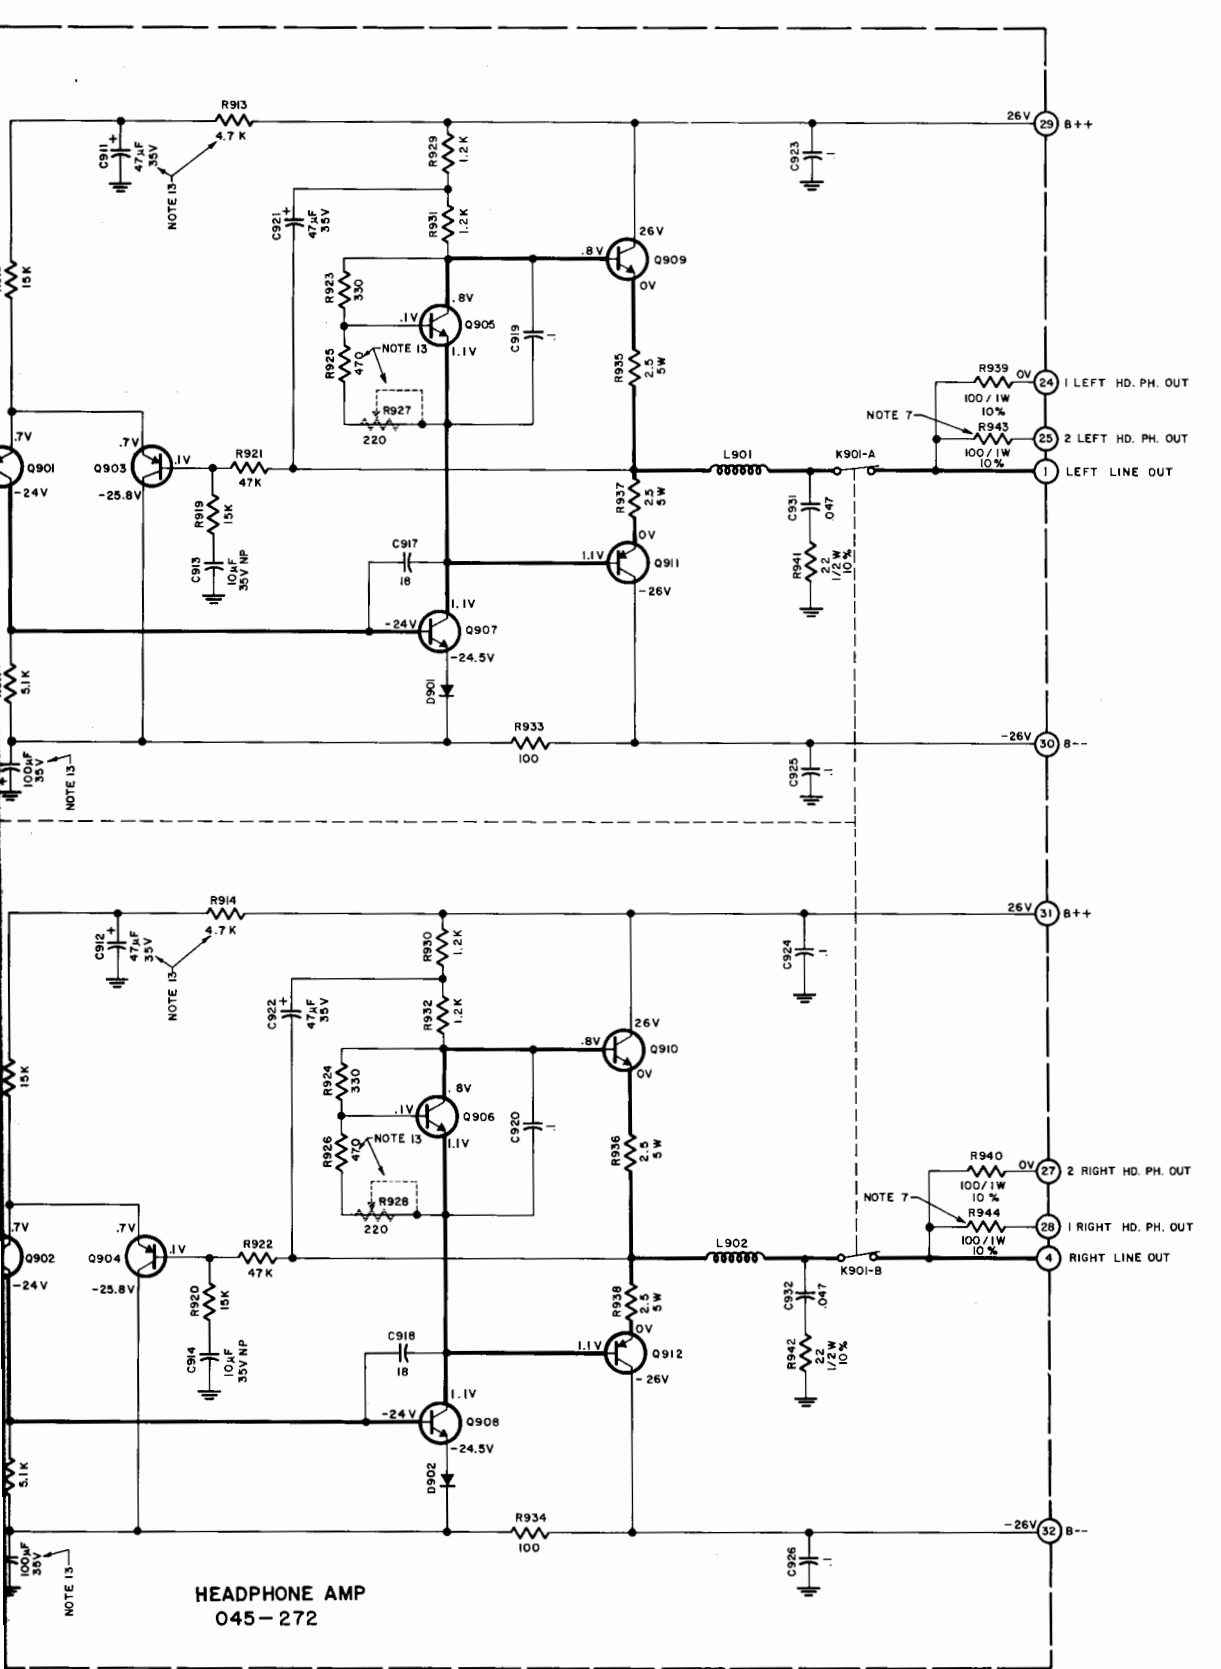 R913
4.7 K
C911
+
47µF
35V
NOTE 13
R929
1.2K
26V
29
B++
C923
.1
C921
+
47µF
35V
R931
1.2K
15K
R923
330
.8V
26V
Q909
0V
.8V
.1V
Q905
1.1V
C919
.1
R925
470
NOTE 13
R927
220
R935
2.5
5W
R939
0V
24
1 LEFT HD. PH. OUT
100/1W
10%
NOTE 7
R943
25
2 LEFT HD. PH. OUT
100/1W
10%
.7V
Q901
-24V
.7V
Q903
.1V
-25.8V
R921
47K
L901
K901-A
1
LEFT LINE OUT
R919
15K
C913
10µF
35V NP
R937
2.5
5W
C931
.047
R941
22
1/2W
10%
C917
18
1.1V
0V
Q911
-26V
1.1V
-24V
Q907
-24.5V
5.1K
D901
R933
100
-26V
30
B--
100µF
35V
+
NOTE 13
C925
.1
R914
4.7K
C912
+
47µF
35V
NOTE 13
R930
1.2K
26V
31
B++
C924
.1
C922
+
47µF
35V
R932
1.2K
15K
R924
330
.8V
26V
Q910
0V
.8V
.1V
Q906
1.1V
C920
.1
R926
470
NOTE 13
R928
220
R936
2.5
5W
R940
0V
27
2 RIGHT HD. PH. OUT
100/1W
10%
NOTE 7
R944
28
1 RIGHT HD. PH. OUT
100/1W
10%
.7V
Q902
-24V
.7V
Q904
.1V
-25.8V
R922
47K
L902
K901-B
4
RIGHT LINE OUT
R920
15K
C914
10µF
35V NP
R938
2.5
5W
C932
.047
R942
22
1/2W
10%
C918
18
1.1V
0V
Q912
-26V
1.1V
-24V
Q908
-24.5V
5.1K
D902
R934
100
-26V
32
B--
100µF
35V
NOTE 13
C926
.1
HEADPHONE AMP
045-272